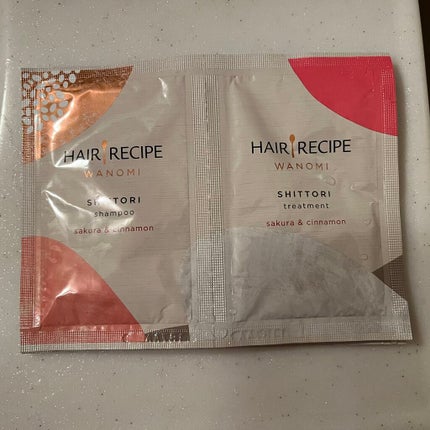 HAIR RECIPE
WANOMI
SHITTORI
shampoo
sakura & cinnamon
HAIR RECIPE
WANOMI
SHITTORI
treatment
sakura & cinnamon